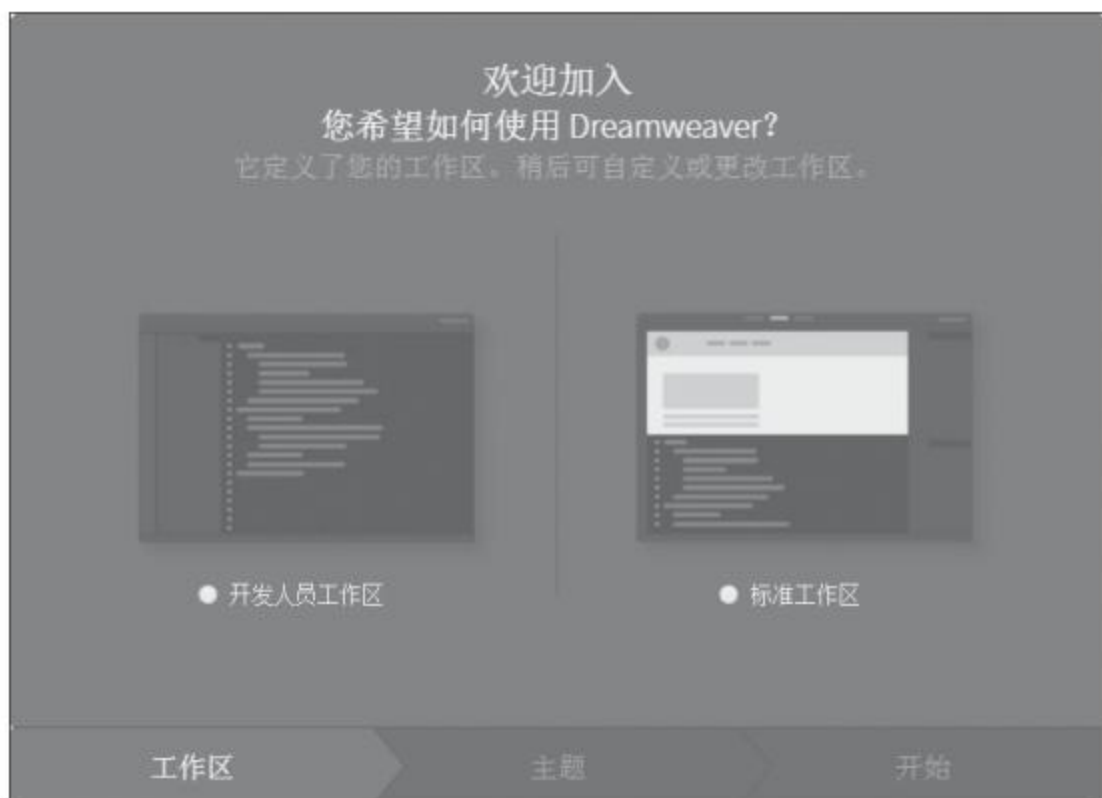 欢迎加入
您希望如何使用 Dreamweaver？
它定义了您的工作区。稍后可自定义或更改工作区。
开发人员工作区
标准工作区
工作区
主题
开始